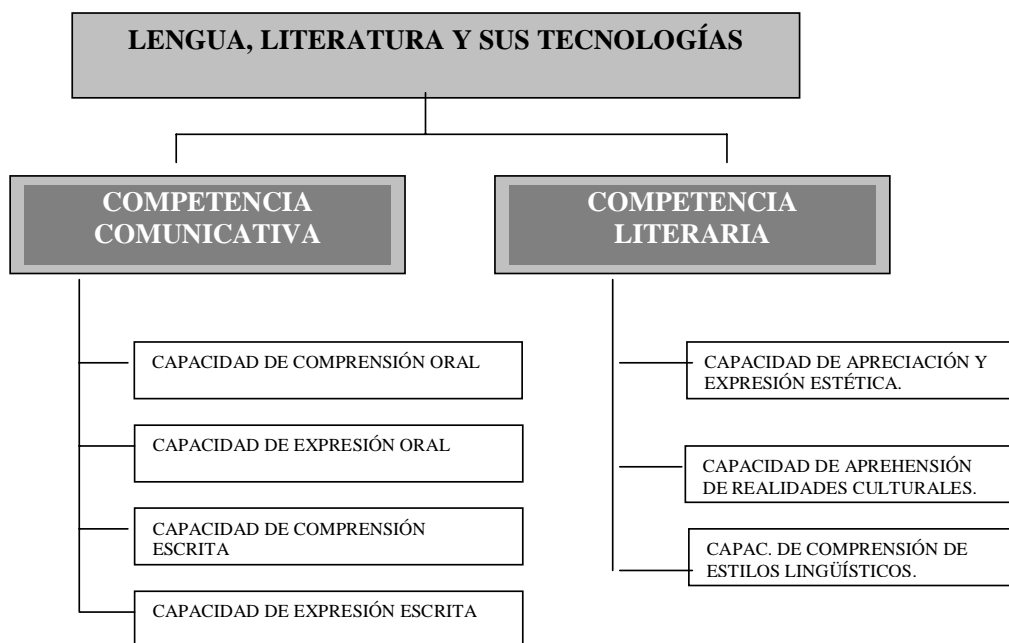 LENGUA, LITERATURA Y SUS TECNOLOGÍAS
COMPETENCIA
COMUNICATIVA
CAPACIDAD DE COMPRENSIÓN ORAL
CAPACIDAD DE EXPRESIÓN ORAL
CAPACIDAD DE COMPRENSIÓN
ESCRITA
CAPACIDAD DE EXPRESIÓN ESCRITA
COMPETENCIA
LITERARIA
CAPACIDAD DE APRECIACIÓN Y
EXPRESIÓN ESTÉTICA.
CAPACIDAD DE APREHENSIÓN
DE REALIDADES CULTURALES.
CAPAC. DE COMPRENSIÓN DE
ESTILOS LINGÜÍSTICOS.